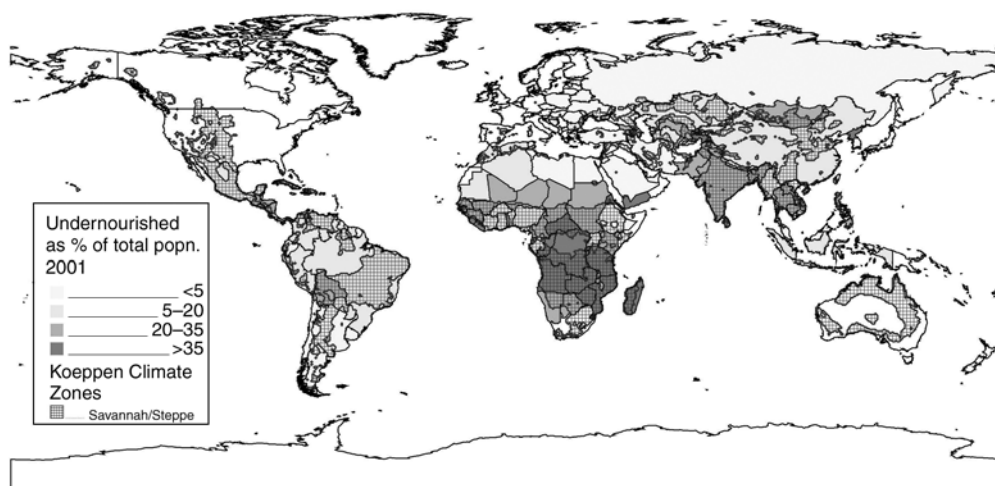 Undernourished
as % of total popn.
2001
<5
5–20
20–35
>35
Koeppen Climate
Zones
Savannah/Steppe